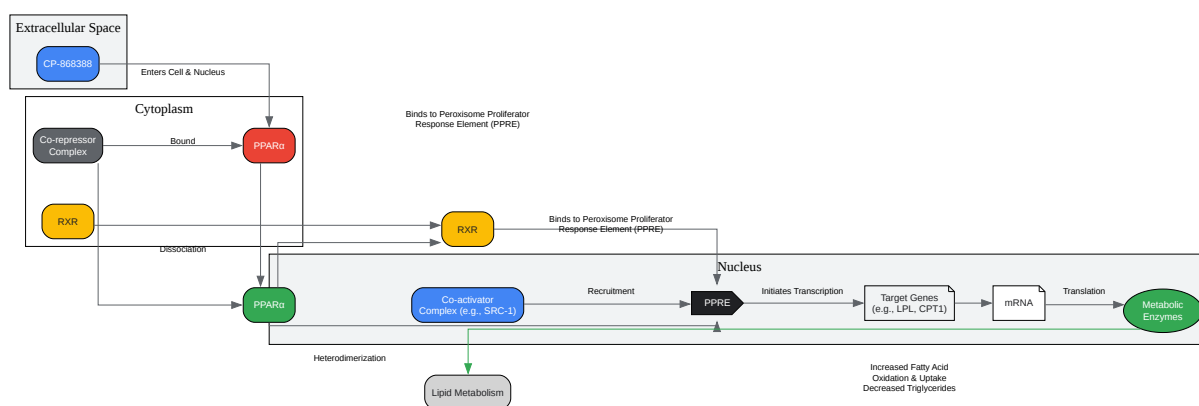 Extracellular Space
CP-868388
Enters Cell & Nucleus
Cytoplasm
Binds to Peroxisome Proliferator
Response Element (PPRE)
Co-repressor
Complex
Bound
PPARα
RXR
RXR
Binds to Peroxisome Proliferator
Response Element (PPRE)
Dissociation
Nucleus
PPARα
Co-activator
Complex (e.g., SRC-1)
Recruitment
PPRE
Initiates Transcription
Target Genes
(e.g., LPL, CPT1)
mRNA
Translation
Metabolic
Enzymes
Heterodimerization
Increased Fatty Acid
Oxidation & Uptake
Decreased Triglycerides
Lipid Metabolism